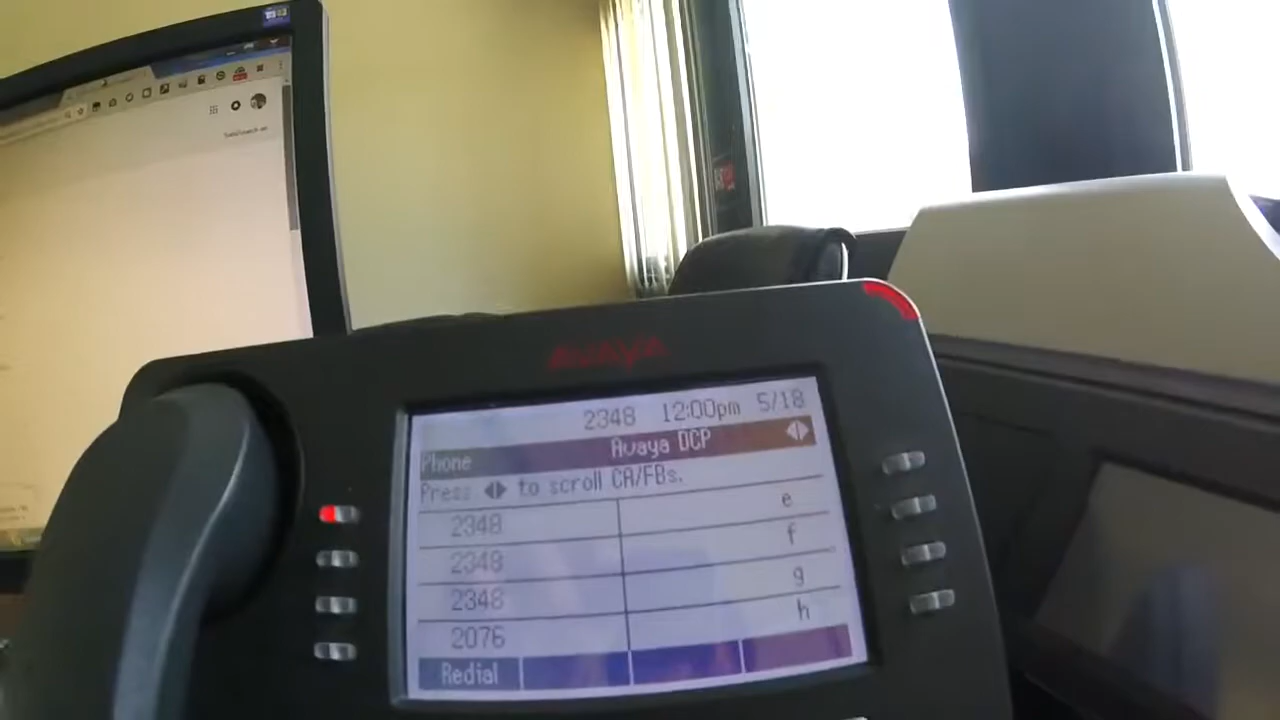 AVAYA
2348 12:00pm 5/18
Phone Avaya DCP
Press to scroll CA/FBs.
2348 e
2348 f
2348 g
2076 h
Redial